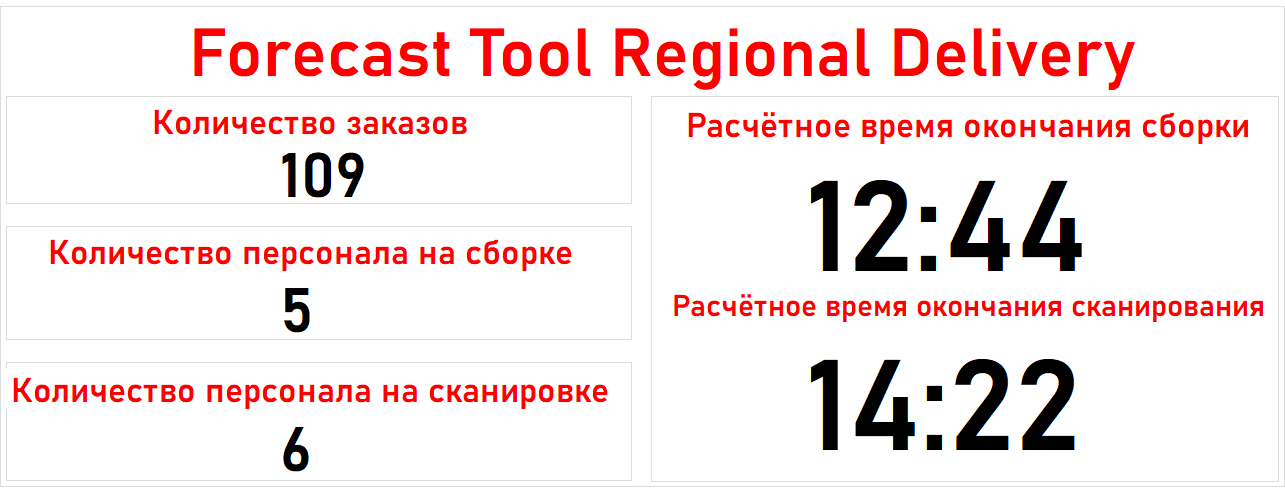 Forecast Tool Regional Delivery
Количество заказов
109
Количество персонала на сборке
5
Количество персонала на сканировке
6
Расчётное время окончания сборки
12:44
Расчётное время окончания сканирования
14:22